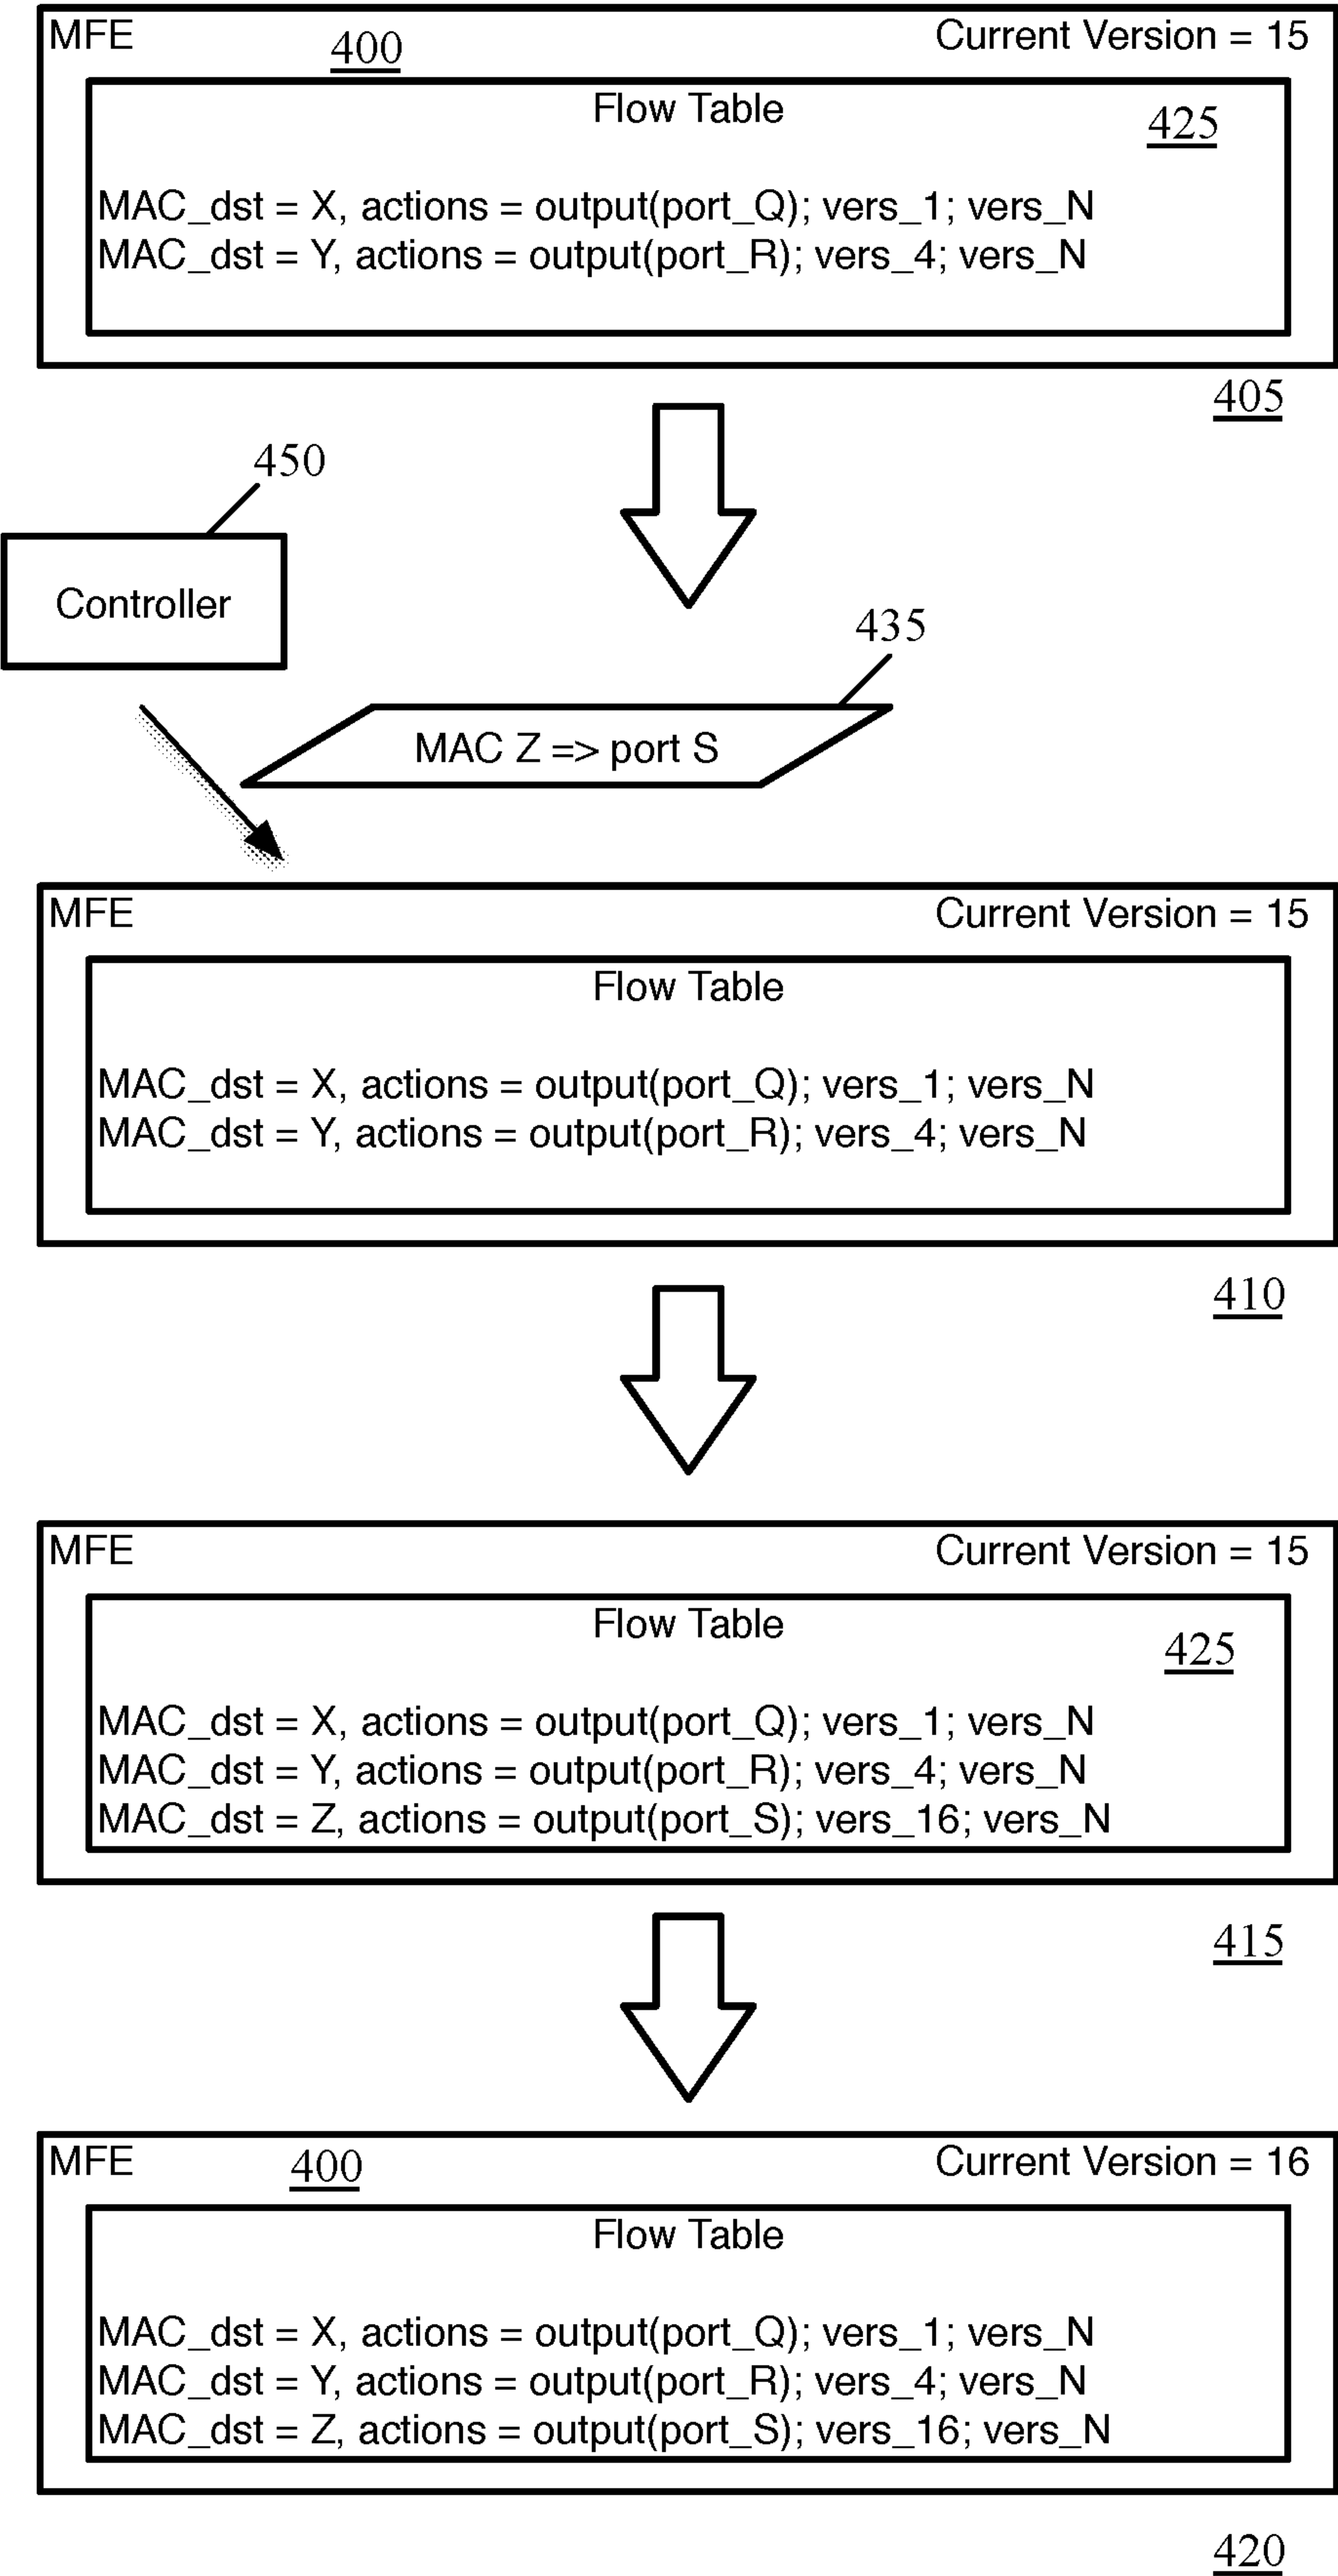 MFE 400 Current Version = 15
Flow Table
425
MAC_dst = X, actions = output(port_Q); vers_1; vers_N
MAC_dst = Y, actions = output(port_R); vers_4; vers_N
405
450
Controller
435
MAC Z => port S
MFE Current Version = 15
Flow Table
MAC_dst = X, actions = output(port_Q); vers_1; vers_N
MAC_dst = Y, actions = output(port_R); vers_4; vers_N
410
MFE Current Version = 15
Flow Table
425
MAC_dst = X, actions = output(port_Q); vers_1; vers_N
MAC_dst = Y, actions = output(port_R); vers_4; vers_N
MAC_dst = Z, actions = output(port_S); vers_16; vers_N
415
MFE 400 Current Version = 16
Flow Table
MAC_dst = X, actions = output(port_Q); vers_1; vers_N
MAC_dst = Y, actions = output(port_R); vers_4; vers_N
MAC_dst = Z, actions = output(port_S); vers_16; vers_N
420